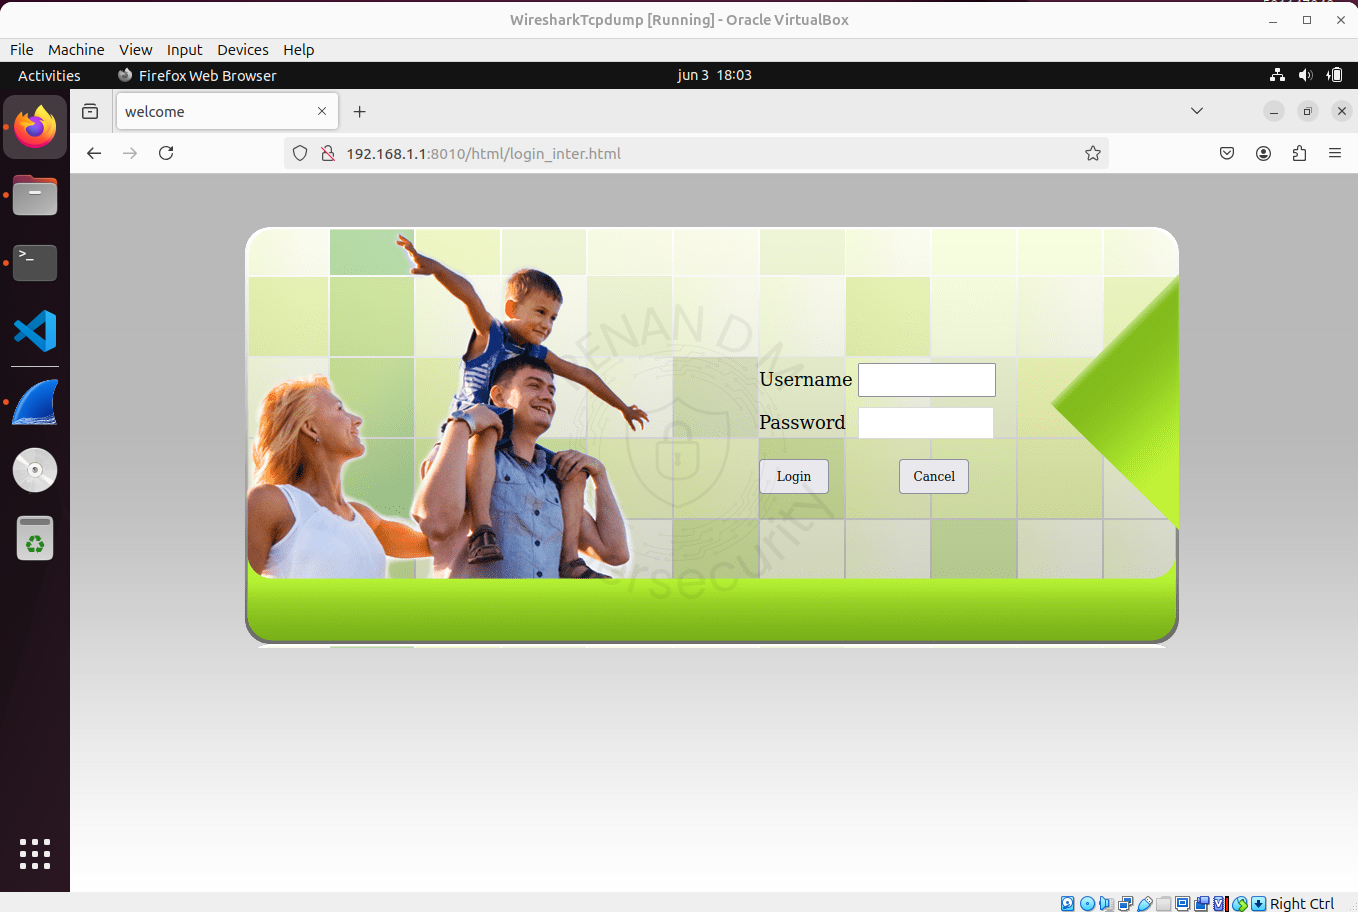 WiresharkTcpdump [Running] - Oracle VirtualBox
File Machine View Input Devices Help
Activities Firefox Web Browser jun 3 18:03
welcome
192.168.1.1:8010/html/login_inter.html
Username
Password
Login Cancel
Right Ctrl